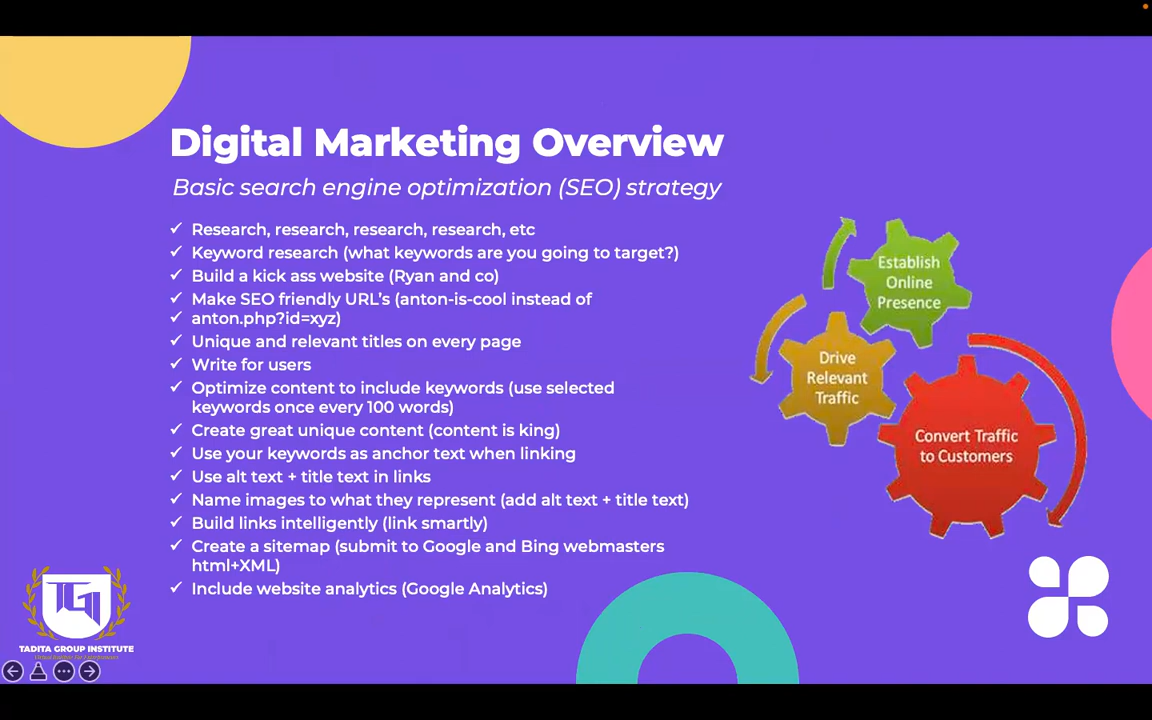 Digital Marketing Overview
Basic search engine optimization (SEO) strategy
✓ Research, research, research, research, etc
✓ Keyword research (what keywords are you going to target?)
✓ Build a kick ass website (Ryan and co)
✓ Make SEO friendly URL's (anton-is-cool instead of
✓ anton.php?id=xyz)
✓ Unique and relevant titles on every page
✓ Write for users
✓ Optimize content to include keywords (use selected
keywords once every 100 words)
✓ Create great unique content (content is king)
✓ Use your keywords as anchor text when linking
✓ Use alt text + title text in links
✓ Name images to what they represent (add alt text + title text)
✓ Build links intelligently (link smartly)
✓ Create a sitemap (submit to Google and Bing webmasters
html+XML)
✓ Include website analytics (Google Analytics)
Establish
Online
Presence
Drive
Relevant
Traffic
Convert Traffic
to Customers
TGI
TADITA GROUP INSTITUTE